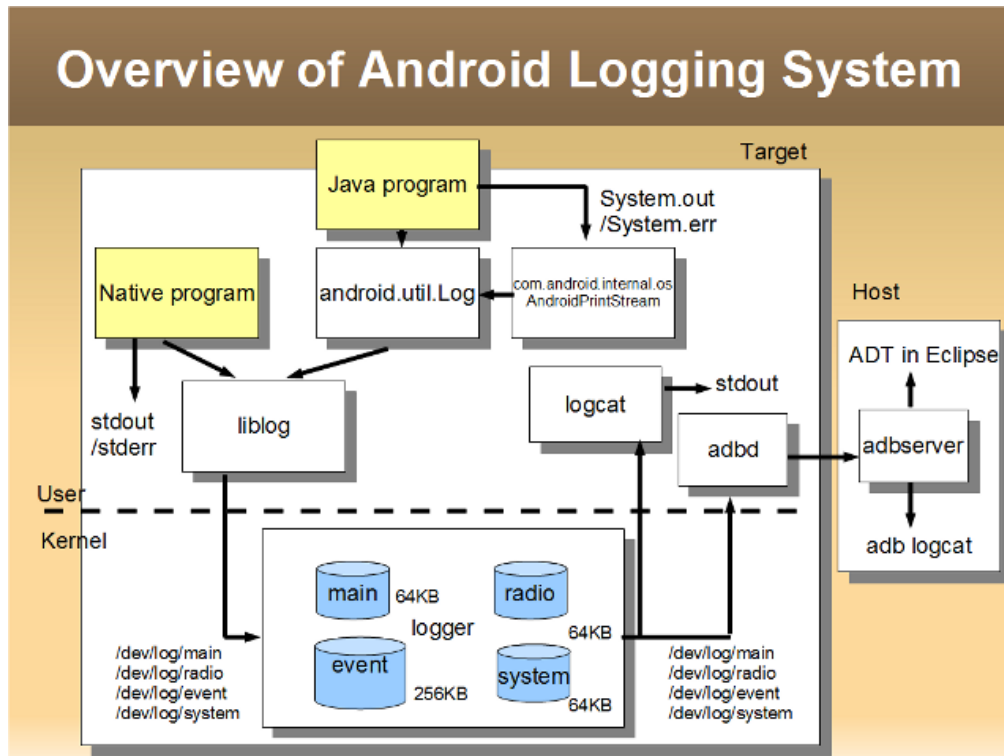 Overview of Android Logging System
Target
Java program
System.out
/System.err
Native program
android.util.Log
com.android.internal.os
AndroidPrintStream
Host
ADT in Eclipse
stdout
/stderr
liblog
logcat
stdout
adbd
adbserver
adb logcat
User
Kernel
main
64KB
radio
64KB
logger
event
256KB
system
64KB
/dev/log/main
/dev/log/radio
/dev/log/event
/dev/log/system
/dev/log/main
/dev/log/radio
/dev/log/event
/dev/log/system